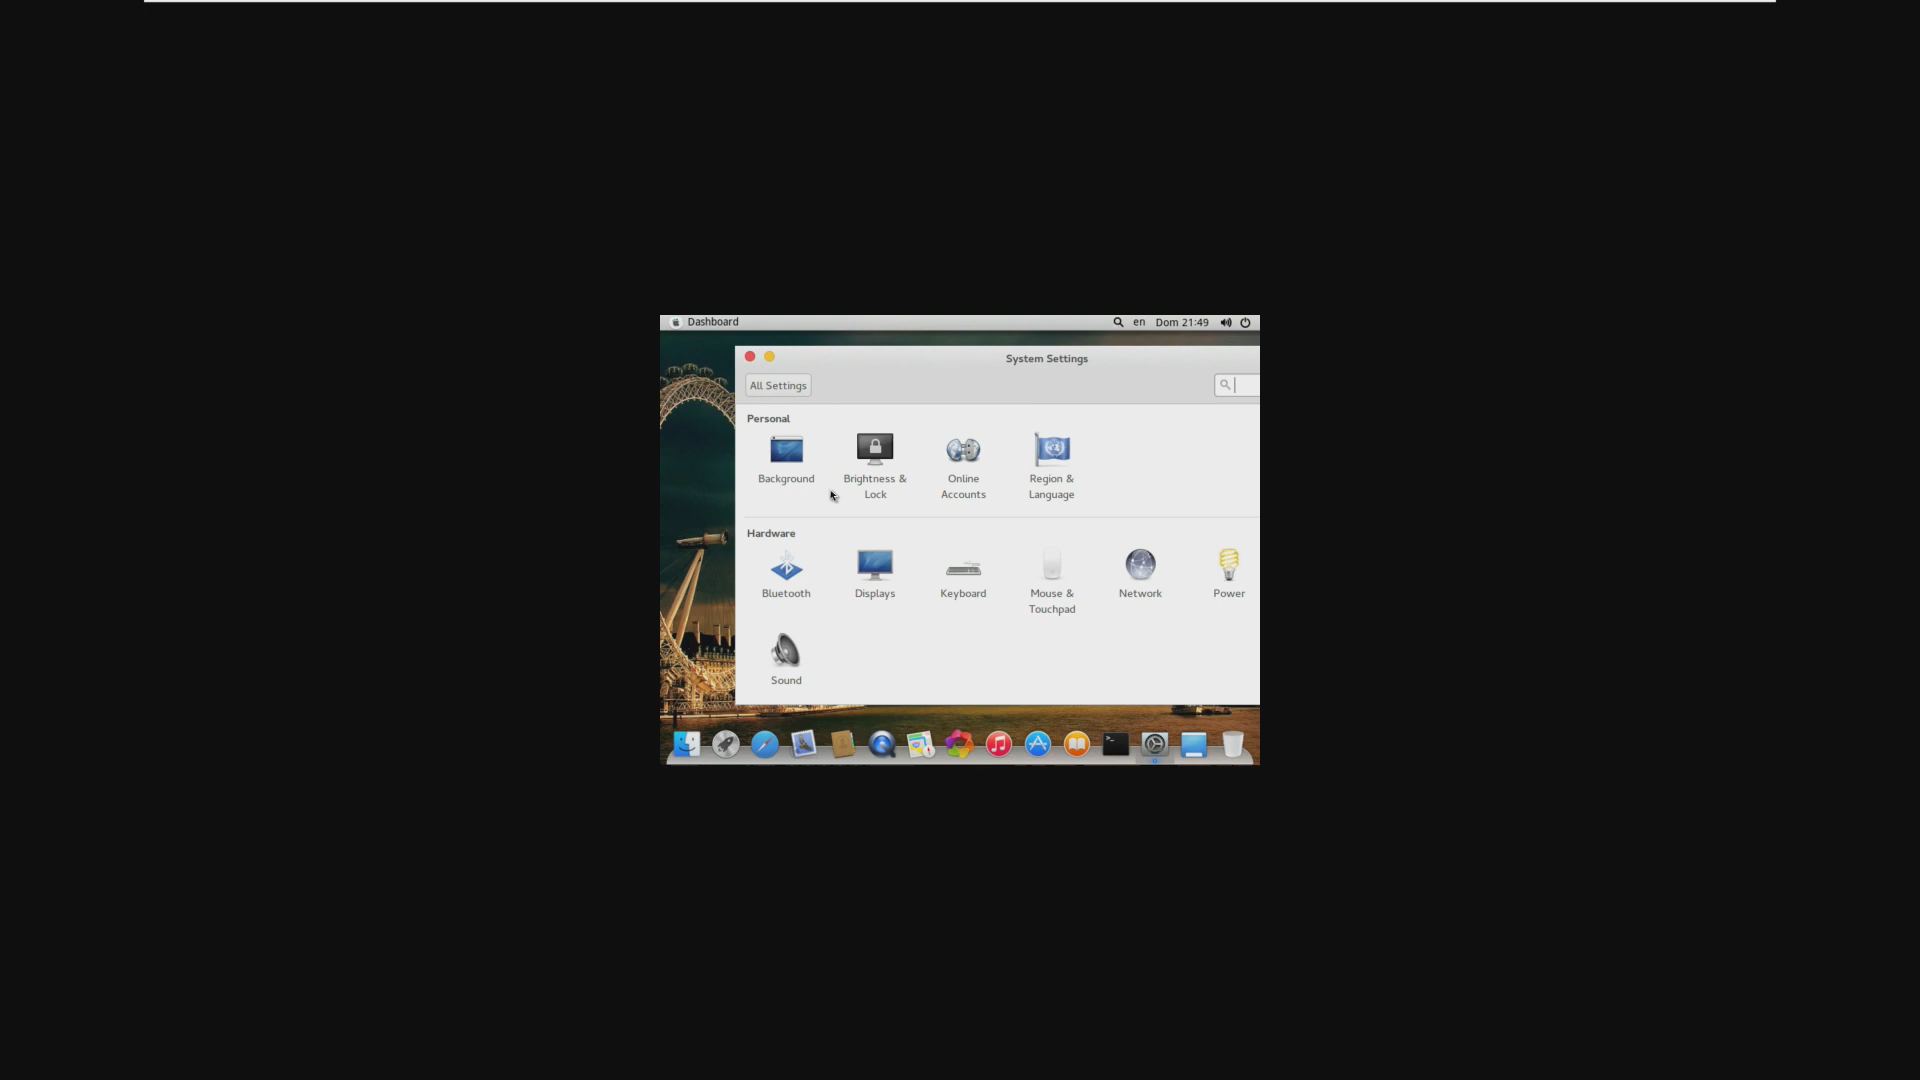 Dashboard
en Dom 21:49
System Settings
All Settings
Personal
Background
Brightness &
Lock
Online
Accounts
Region &
Language
Hardware
Bluetooth
Displays
Keyboard
Mouse &
Touchpad
Network
Power
Sound